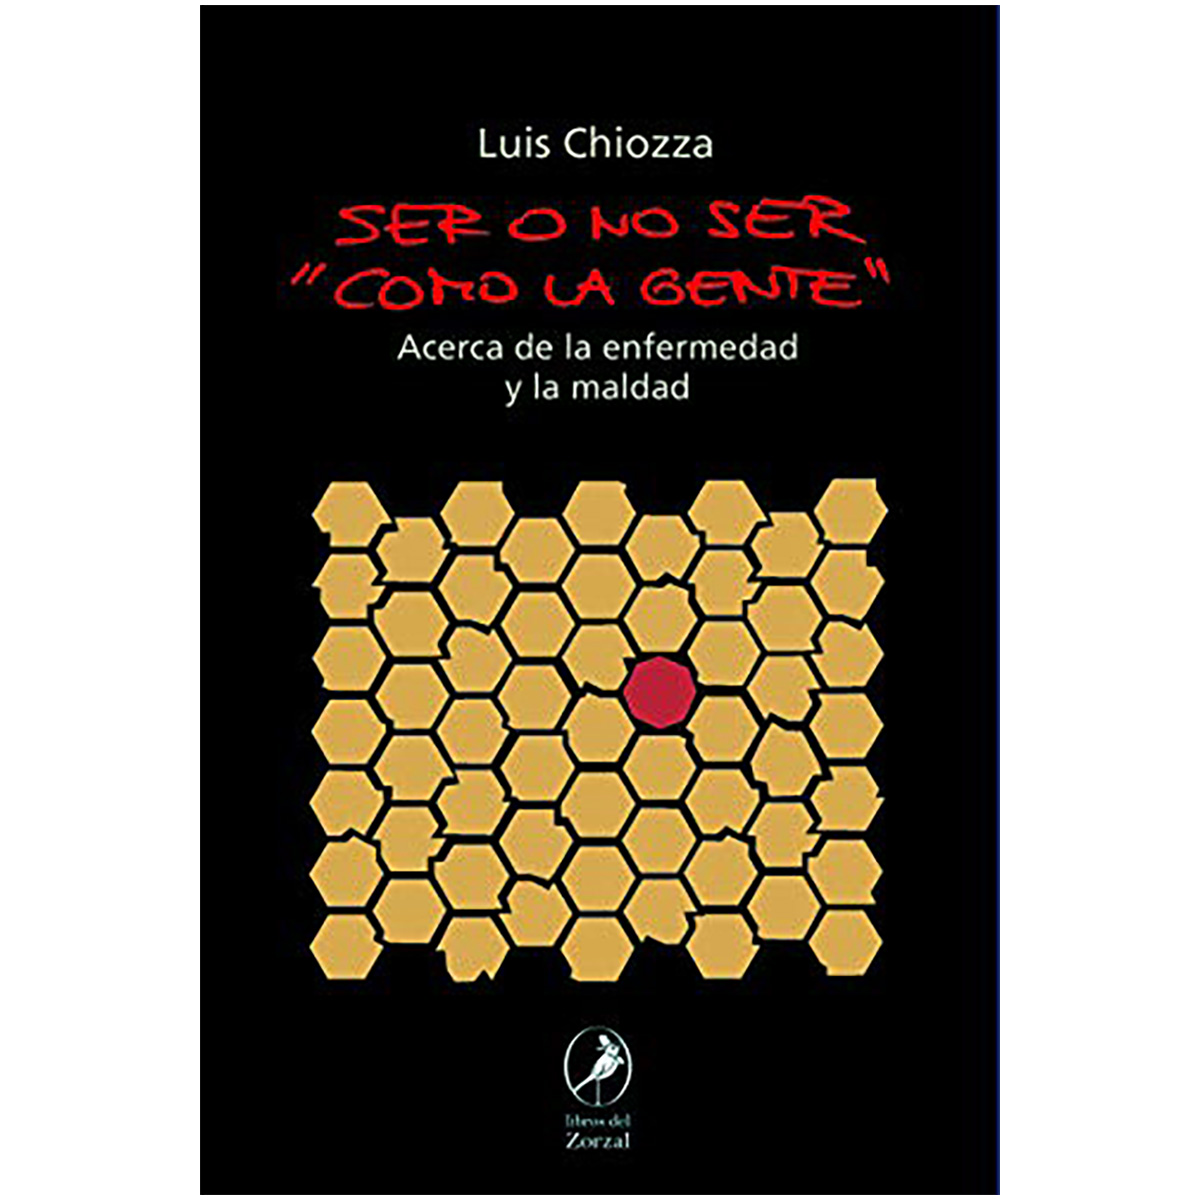 Luis Chiozza
SER O NO SER
"COMO LA GENTE"
Acerca de la enfermedad
y la maldad
libros del
Zorzal